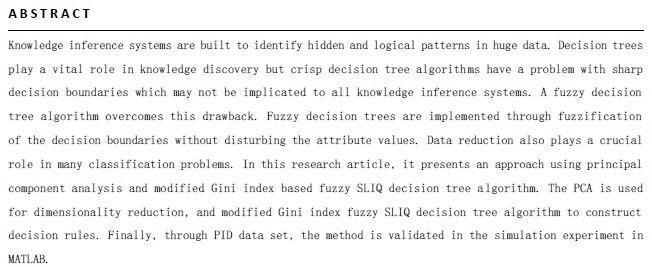 ABSTRACT
Knowledge inference systems are built to identify hidden and logical patterns in huge data. Decision trees
play a vital role in knowledge discovery but crisp decision tree algorithms have a problem with sharp
decision boundaries which may not be implicated to all knowledge inference systems. A fuzzy decision
tree algorithm overcomes this drawback. Fuzzy decision trees are implemented through fuzzification
of the decision boundaries without disturbing the attribute values. Data reduction also plays a crucial
role in many classification problems. In this research article, it presents an approach using principal
component analysis and modified Gini index based fuzzy SLIQ decision tree algorithm. The PCA is used
for dimensionality reduction, and modified Gini index fuzzy SLIQ decision tree algorithm to construct
decision rules. Finally, through PID data set, the method is validated in the simulation experiment in
MATLAB.